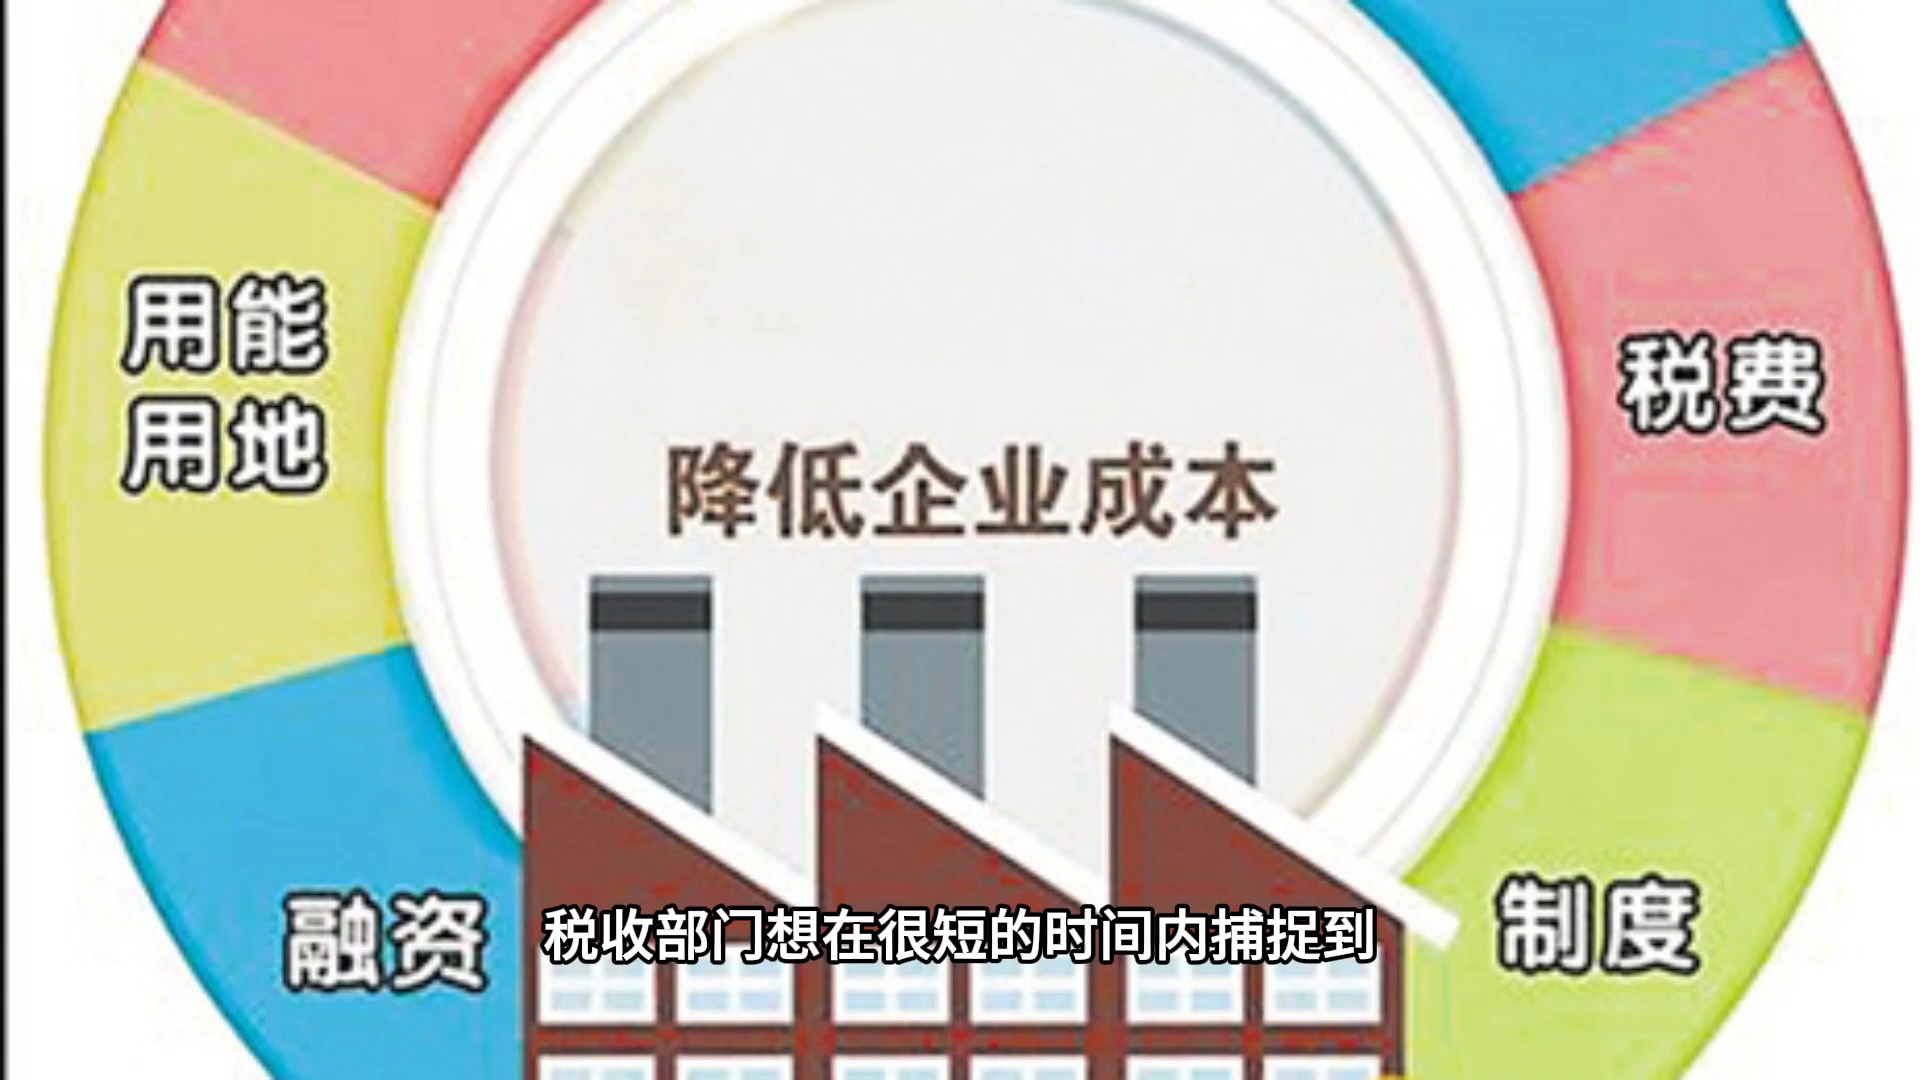 用能
用地
税费
降低企业成本
融资
制度
税收部门想在很短的时间内捕捉到